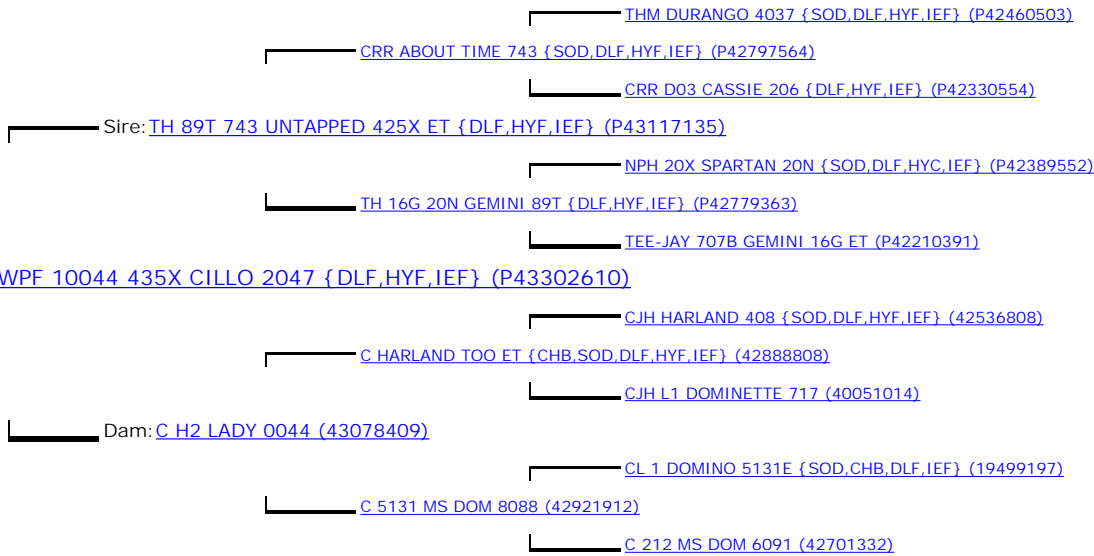 THM DURANGO 4037 {SOD,DLF,HYF,IEF} (P42460503)
CRR ABOUT TIME 743 {SOD,DLF,HYF,IEF} (P42797564)
CRR D03 CASSIE 206 {DLF,HYF,IEF} (P42330554)
Sire: TH 89T 743 UNTAPPED 425X ET {DLF,HYF,IEF} (P43117135)
NPH 20X SPARTAN 20N {SOD,DLF,HYC,IEF} (P42389552)
TH 16G 20N GEMINI 89T {DLF,HYF,IEF} (P42779363)
TEE-JAY 707B GEMINI 16G ET (P42210391)
WPF 10044 435X CILLO 2047 {DLF,HYF,IEF} (P43302610)
CJH HARLAND 408 {SOD,DLF,HYF,IEF} (42536808)
C HARLAND TOO ET {CHB,SOD,DLF,HYF,IEF} (42888808)
CJH L1 DOMINETTE 717 (40051014)
Dam: C H2 LADY 0044 (43078409)
CL 1 DOMINO 5131E {SOD,CHB,DLF,IEF} (19499197)
C 5131 MS DOM 8088 (42921912)
C 212 MS DOM 6091 (42701332)